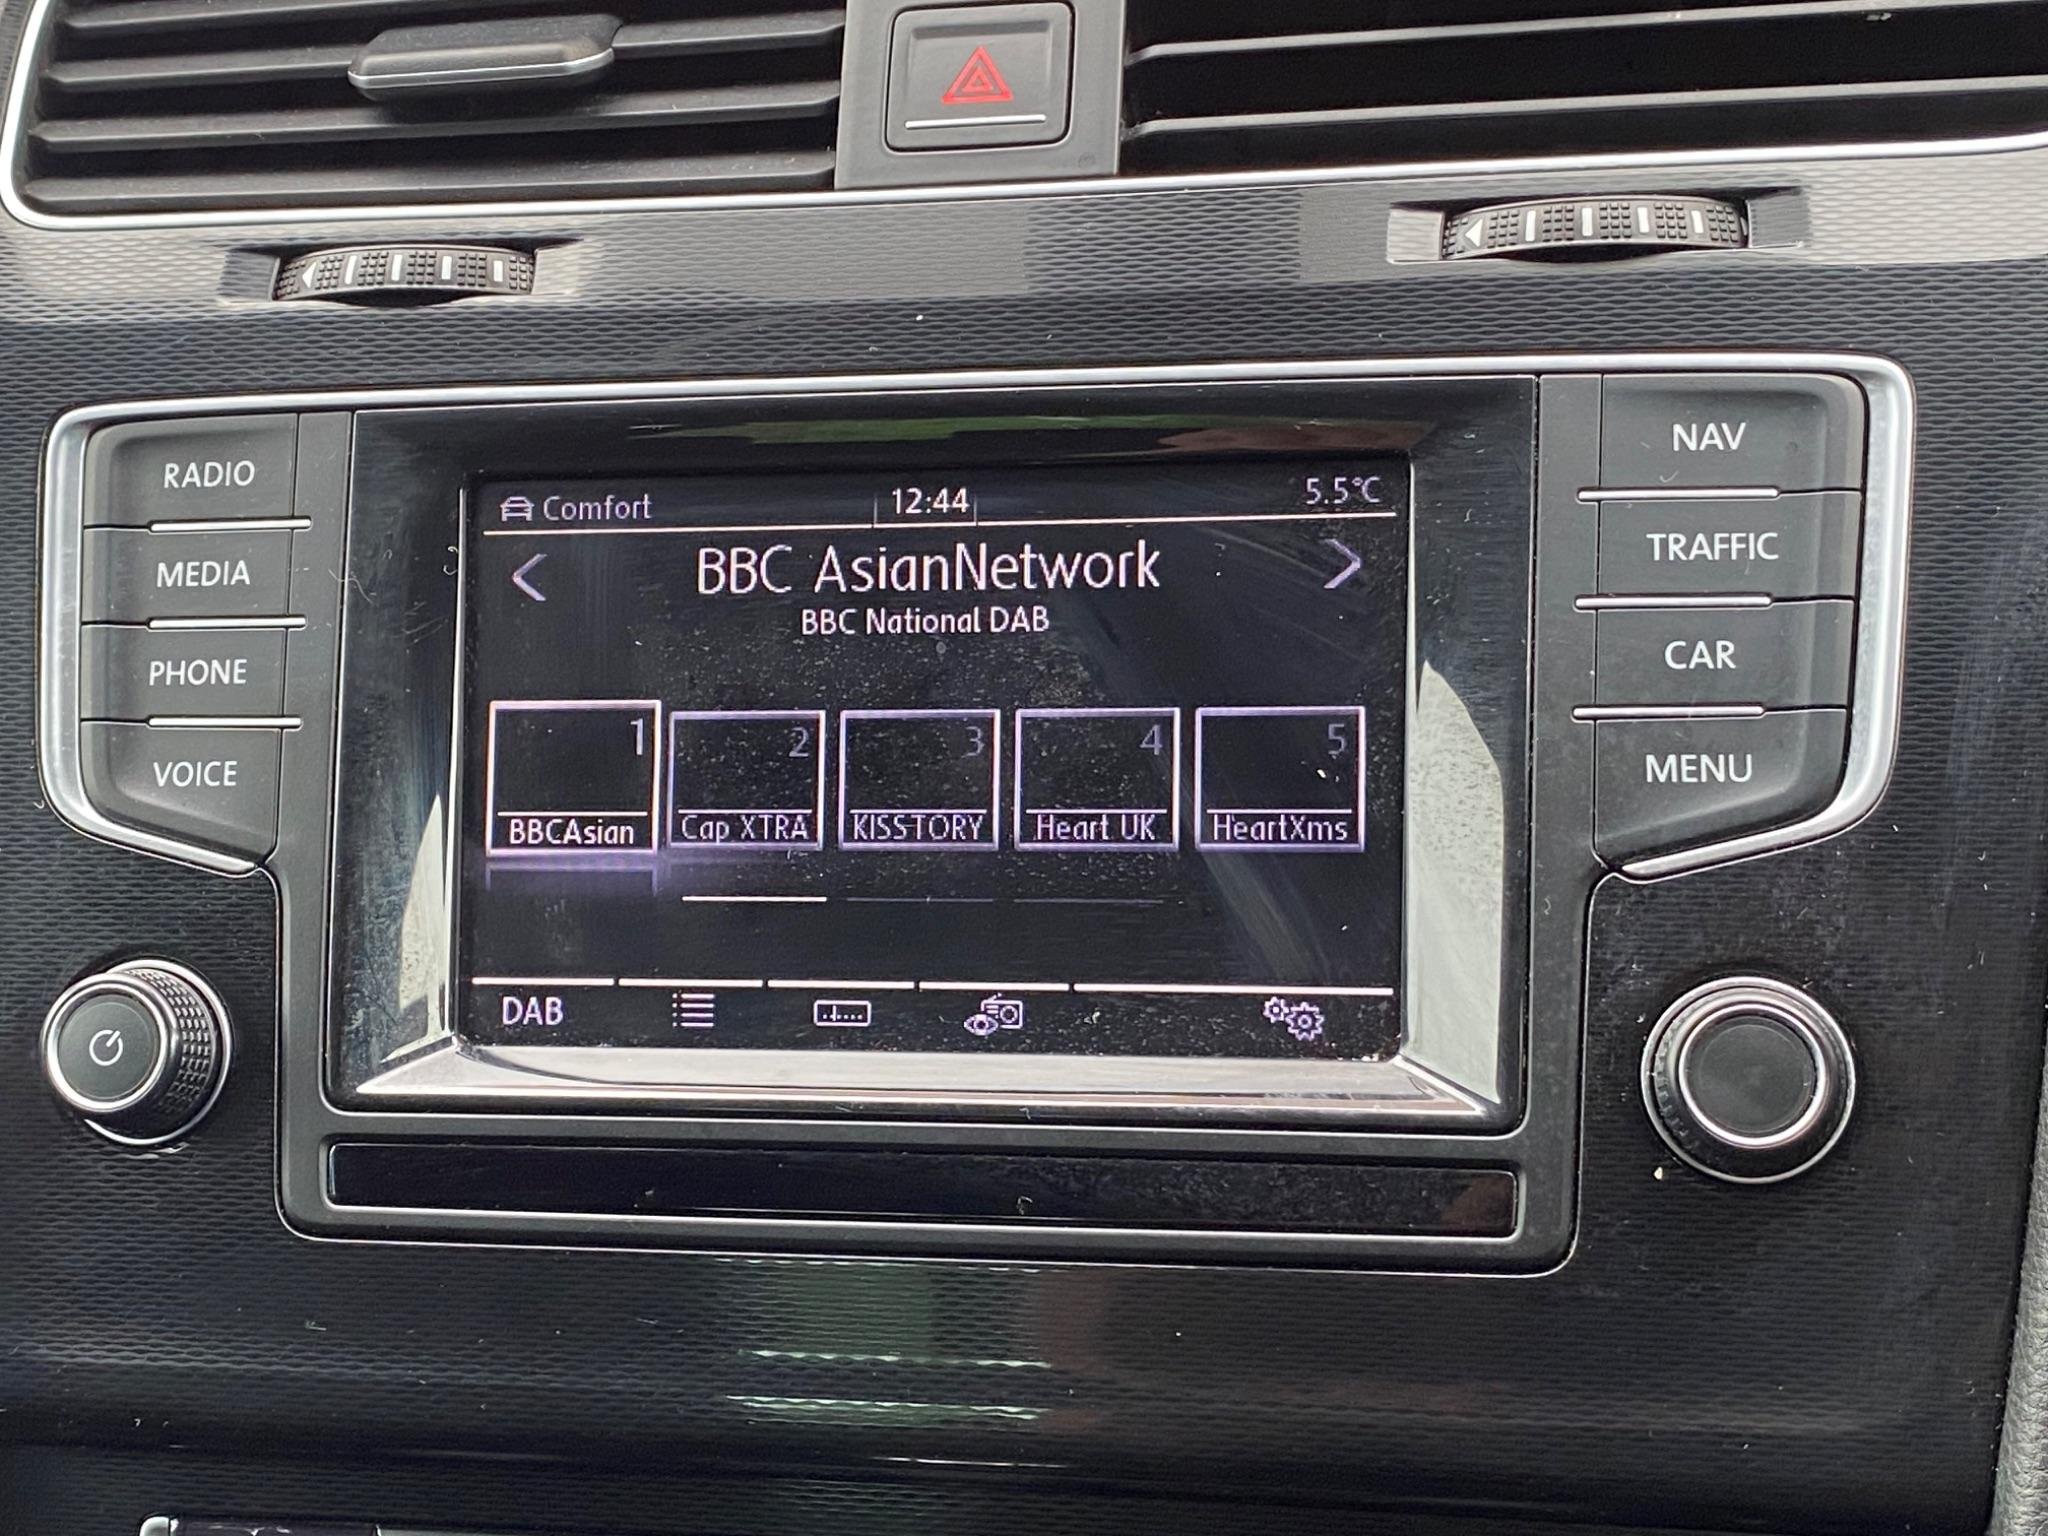 RADIO
MEDIA
PHONE
VOICE
Comfort 12:44 5.5°C
BBC AsianNetwork
BBC National DAB
1 2 3 4 5
BBCAsian Cap XTRA KISSTORY Heart UK HeartXms
DAB
NAV
TRAFFIC
CAR
MENU